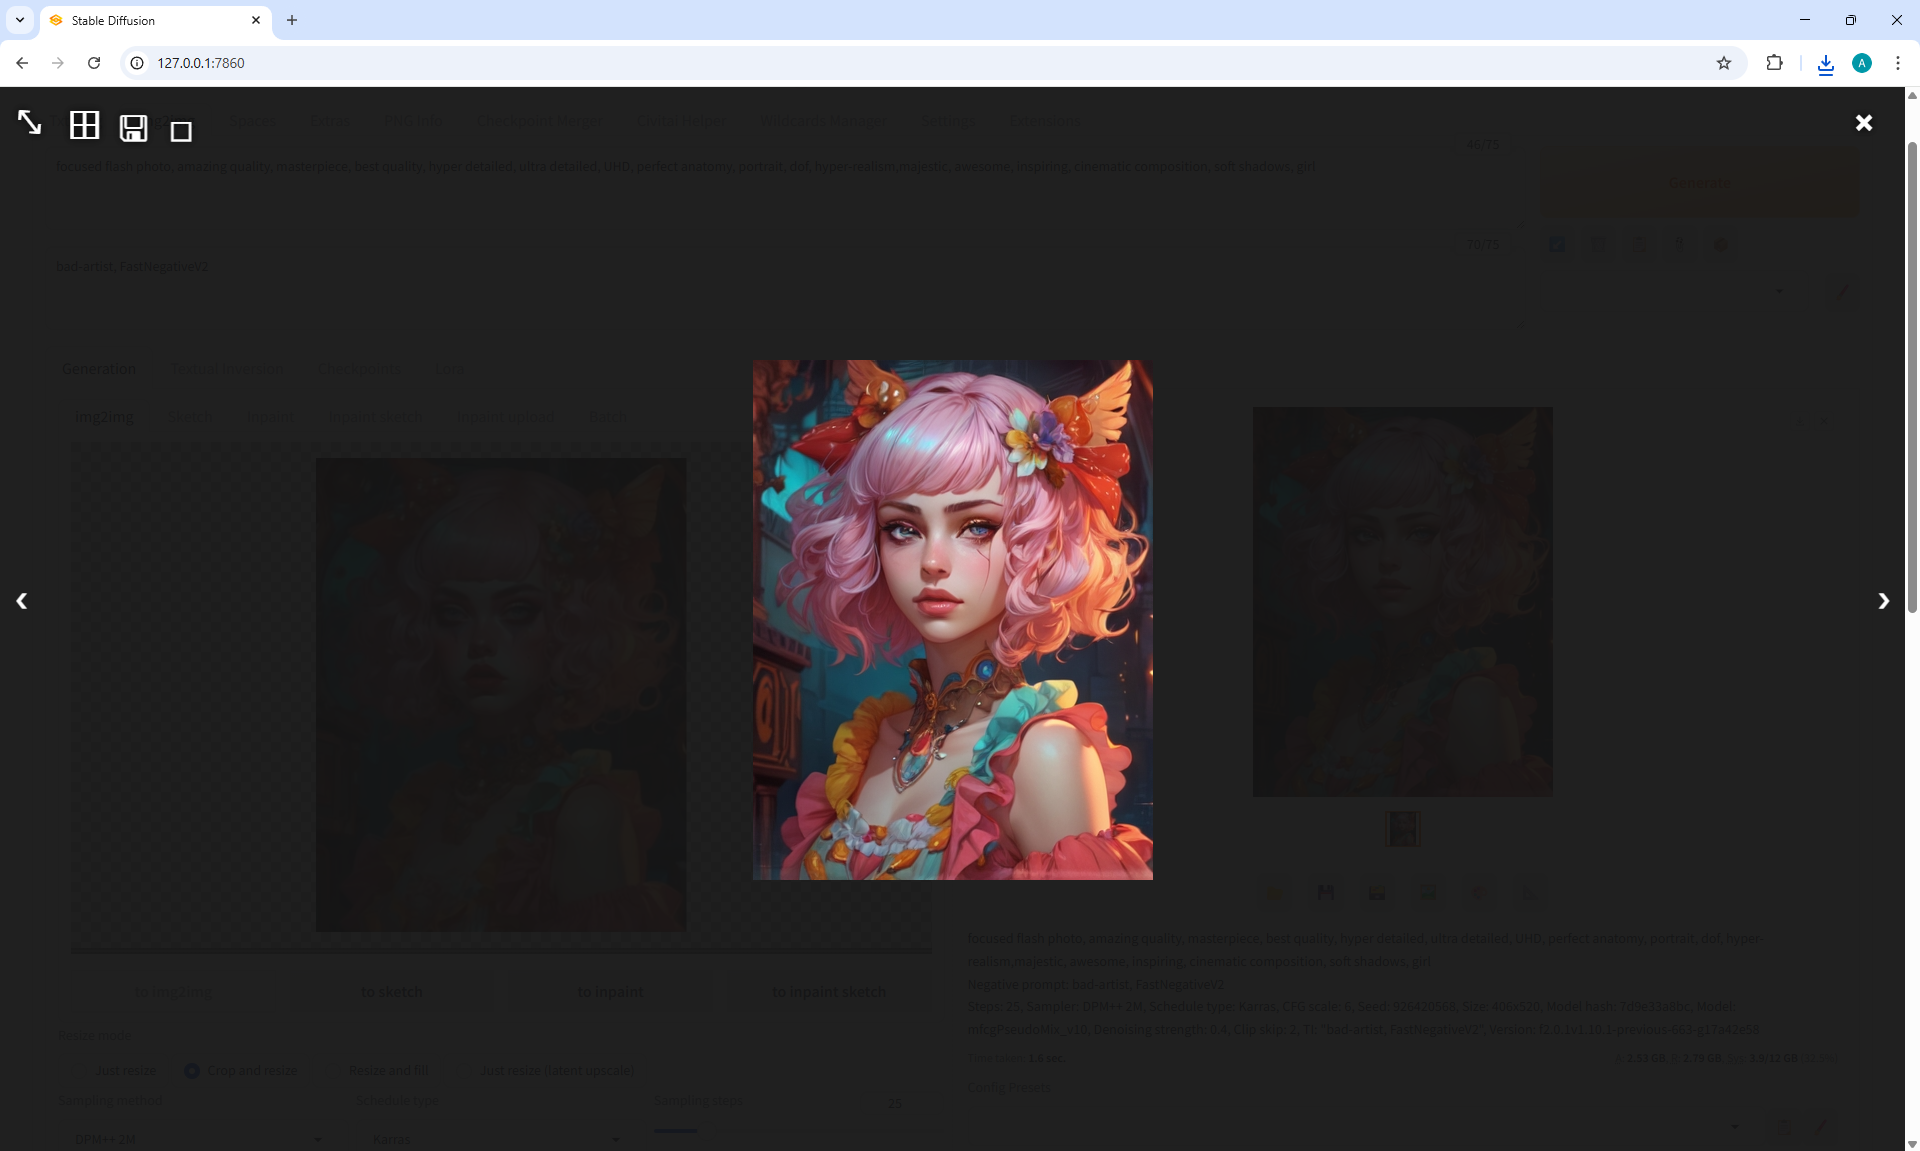 Stable Diffusion
127.0.0.1:7860
A
Spaces Extras PNG Info Checkpoint Merger Civitai Helper Wildcards Manager Settings Extensions
46/75
focused flash photo, amazing quality, masterpiece, best quality, hyper detailed, ultra detailed, UHD, perfect anatomy, portrait, dof, hyper-realism,majestic, awesome, inspiring, cinematic composition, soft shadows, girl
Generate
70/75
bad-artist, FastNegativeV2
Generation Textual Inversion Checkpoints Lora
img2img Sketch Inpaint Inpaint sketch Inpaint upload Batch
to img2img to sketch to inpaint to inpaint sketch
Resize mode
Just resize Crop and resize Resize and fill Just resize (latent upscale)
Sampling method Schedule type Sampling steps 25
DPM++ 2M Karras
focused flash photo, amazing quality, masterpiece, best quality, hyper detailed, ultra detailed, UHD, perfect anatomy, portrait, dof, hyper-
realism,majestic, awesome, inspiring, cinematic composition, soft shadows, girl
Negative prompt: bad-artist, FastNegativeV2
Steps: 25, Sampler: DPM++ 2M, Schedule type: Karras, CFG scale: 6, Seed: 926420568, Size: 406x520, Model hash: 7d9e33a8bc, Model:
mfcgPseudoMix_v10, Denoising strength: 0.4, Clip skip: 2, TI: "bad-artist, FastNegativeV2", Version: f2.0.1v1.10.1-previous-663-g17a42e58
Time taken: 1.6 sec.
A: 2.53 GB, R: 2.79 GB, Sys: 3.9/12 GB
Config Presets